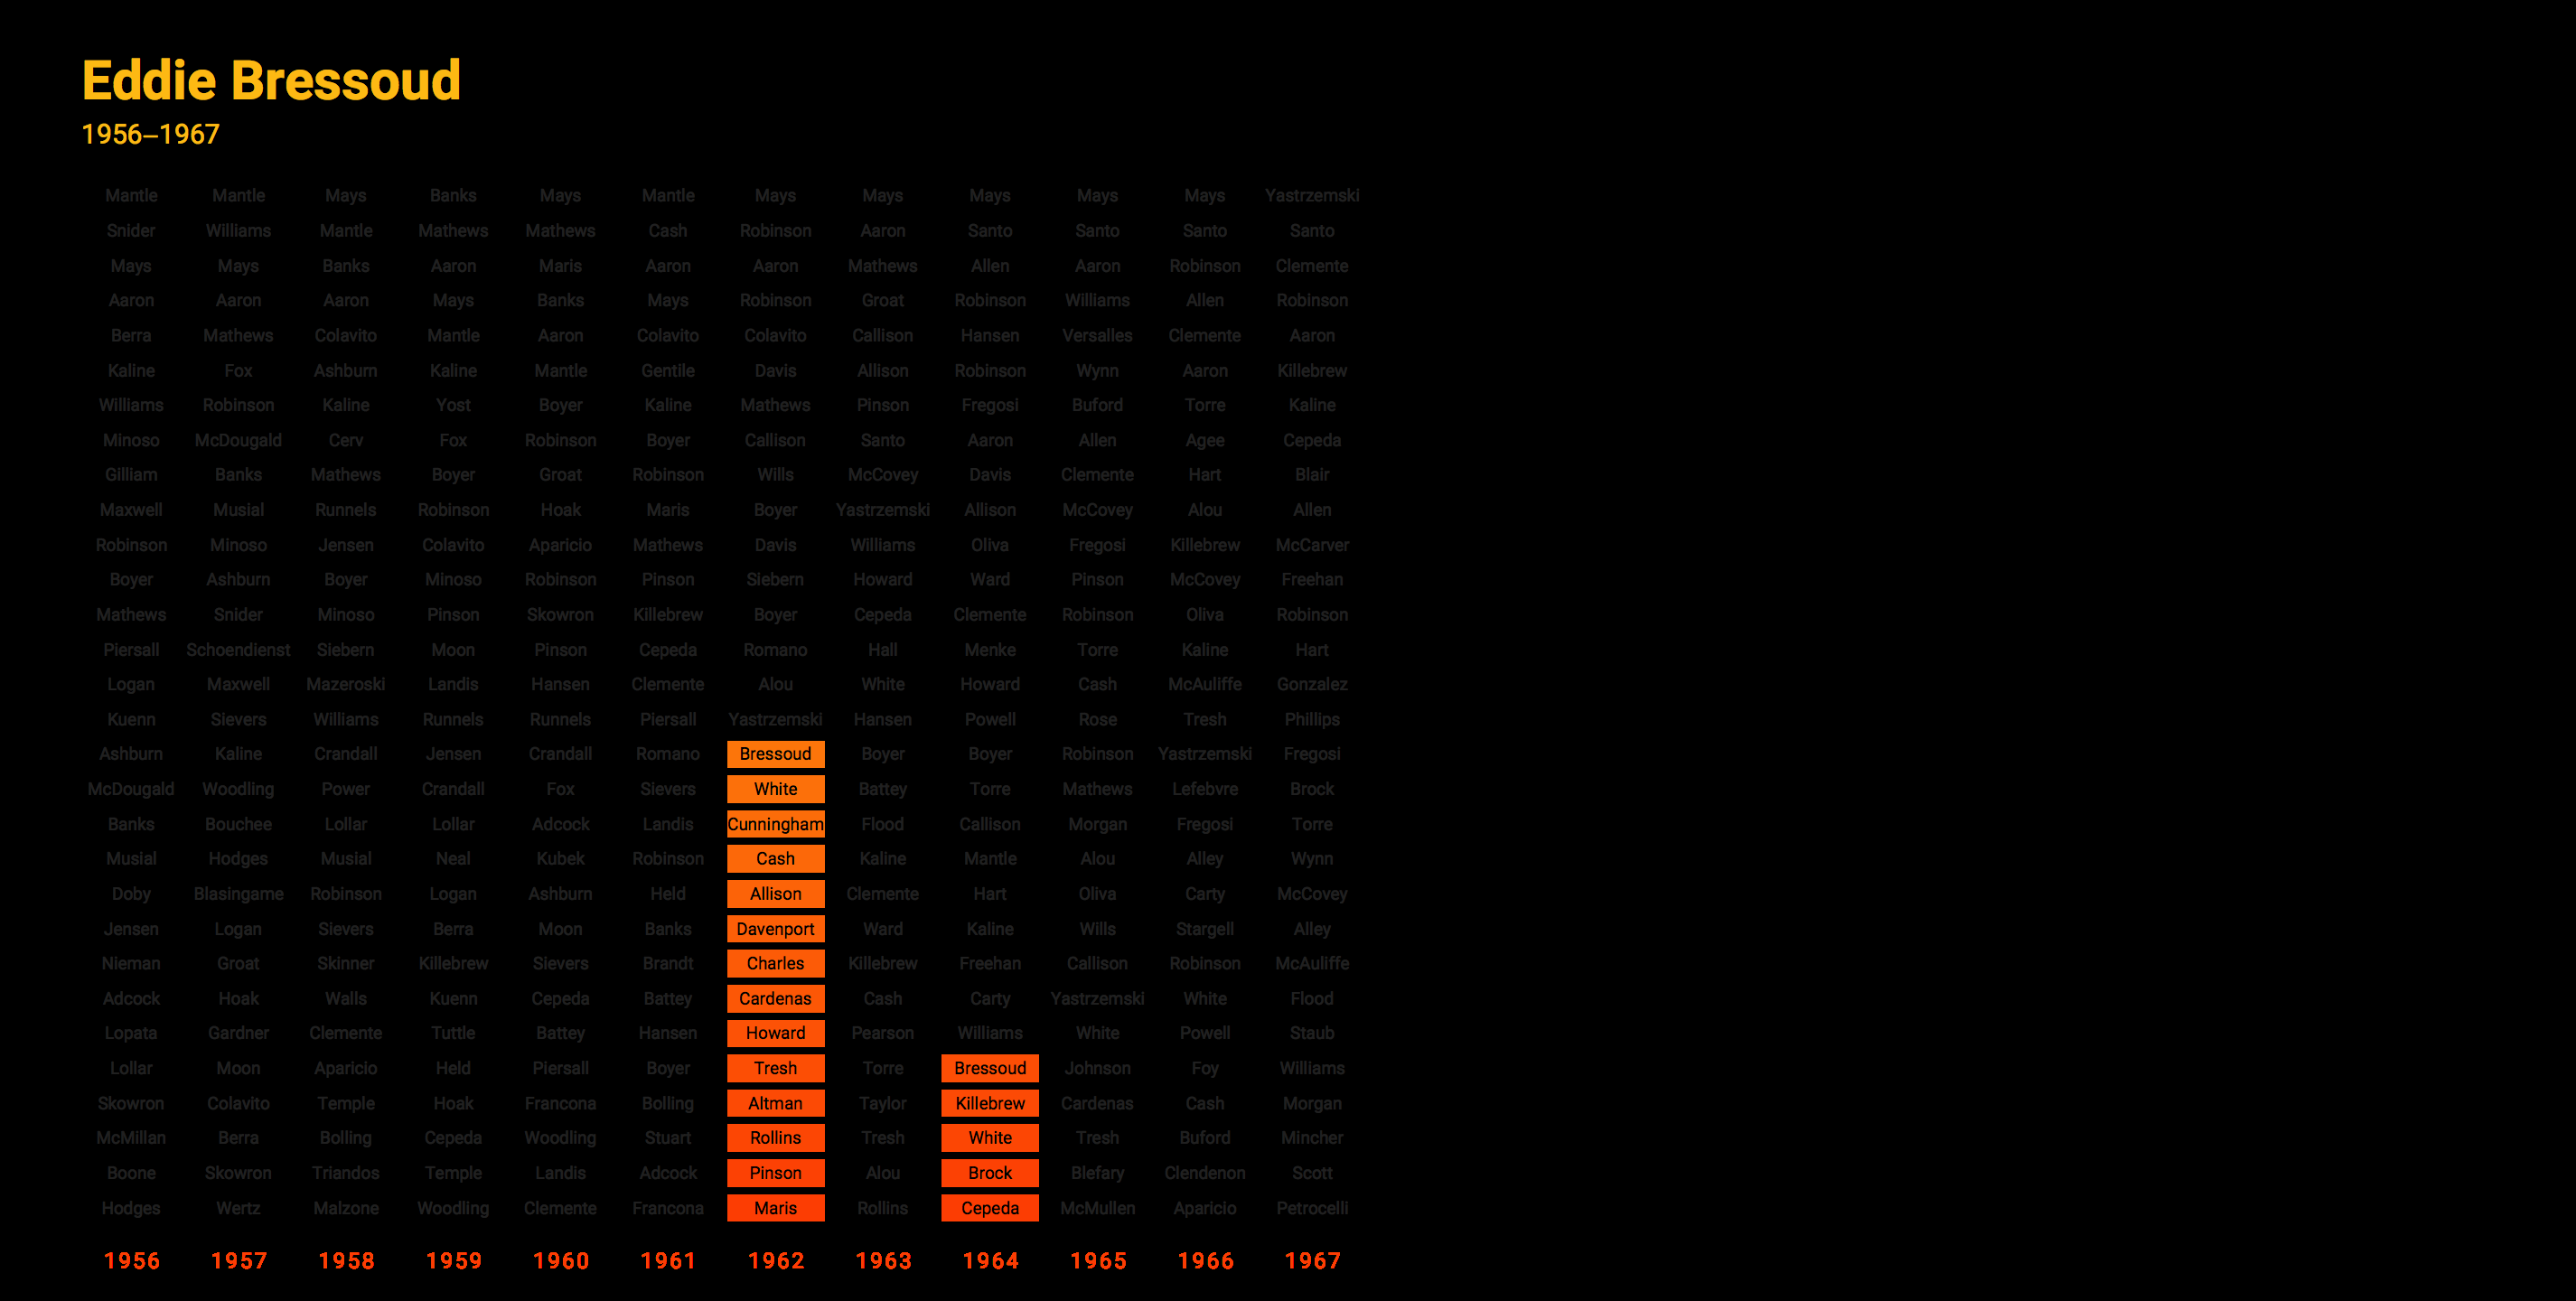 Eddie Bressoud
1956–1967
Mantle Mantle Mays Banks Mays Mantle Mays Mays Mays Mays Mays Yastrzemski
Snider Williams Mantle Mathews Mathews Cash Robinson Aaron Santo Santo Santo Santo
Mays Mays Banks Aaron Maris Aaron Aaron Mathews Allen Aaron Robinson Clemente
Aaron Aaron Aaron Mays Banks Mays Robinson Groat Robinson Williams Allen Robinson
Berra Mathews Colavito Mantle Aaron Colavito Colavito Callison Hansen Versalles Clemente Aaron
Kaline Fox Ashburn Kaline Mantle Gentile Davis Allison Robinson Wynn Aaron Killebrew
Williams Robinson Kaline Yost Boyer Kaline Mathews Pinson Fregosi Buford Torre Kaline
Minoso McDougald Cerv Fox Robinson Boyer Callison Santo Aaron Allen Agee Cepeda
Gilliam Banks Mathews Boyer Groat Robinson Wills McCovey Davis Clemente Hart Blair
Maxwell Musial Runnels Robinson Hoak Maris Boyer Yastrzemski Allison McCovey Alou Allen
Robinson Minoso Jensen Colavito Aparicio Mathews Davis Williams Oliva Fregosi Killebrew McCarver
Boyer Ashburn Boyer Minoso Robinson Pinson Siebern Howard Ward Pinson McCovey Freehan
Mathews Snider Minoso Pinson Skowron Killebrew Boyer Cepeda Clemente Robinson Oliva Robinson
Piersall Schoendienst Siebern Moon Pinson Cepeda Romano Hall Menke Torre Kaline Hart
Logan Maxwell Mazeroski Landis Hansen Clemente Alou White Howard Cash McAuliffe Gonzalez
Kuenn Sievers Williams Runnels Runnels Piersall Yastrzemski Hansen Powell Rose Tresh Phillips
Ashburn Kaline Crandall Jensen Crandall Romano Bressoud Boyer Boyer Robinson Yastrzemski Fregosi
McDougald Woodling Power Crandall Fox Sievers White Battey Torre Mathews Lefebvre Brock
Banks Bouchee Lollar Lollar Adcock Landis Cunningham Flood Callison Morgan Fregosi Torre
Musial Hodges Musial Neal Kubek Robinson Cash Kaline Mantle Alou Alley Wynn
Doby Blasingame Robinson Logan Ashburn Held Allison Clemente Hart Oliva Carty McCovey
Jensen Logan Sievers Berra Moon Banks Davenport Ward Kaline Wills Stargell Alley
Nieman Groat Skinner Killebrew Sievers Brandt Charles Killebrew Freehan Callison Robinson McAuliffe
Adcock Hoak Walls Kuenn Cepeda Battey Cardenas Cash Carty Yastrzemski White Flood
Lopata Gardner Clemente Tuttle Battey Hansen Howard Pearson Williams White Powell Staub
Lollar Moon Aparicio Held Piersall Boyer Tresh Torre Bressoud Johnson Foy Williams
Skowron Colavito Temple Hoak Francona Bolling Altman Taylor Killebrew Cardenas Cash Morgan
McMillan Berra Bolling Cepeda Woodling Stuart Rollins Tresh White Tresh Buford Mincher
Boone Skowron Triandos Temple Landis Adcock Pinson Alou Brock Blefary Clendenon Scott
Hodges Wertz Malzone Woodling Clemente Francona Maris Rollins Cepeda McMullen Aparicio Petrocelli
1956 1957 1958 1959 1960 1961 1962 1963 1964 1965 1966 1967